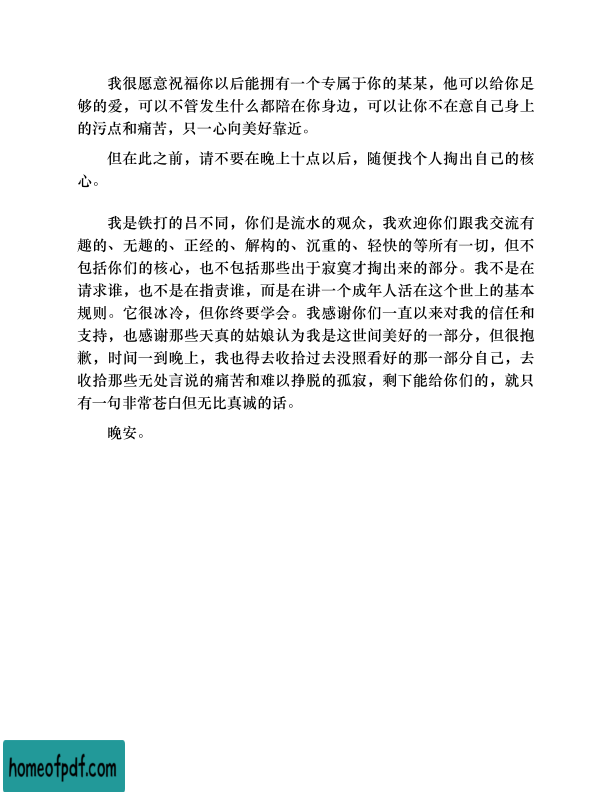 我很愿意祝福你以后能拥有一个专属于你的某某，他可以给你足
够的爱，可以不管发生什么都陪在你身边，可以让你不在意自己身上
的污点和痛苦，只一心向美好靠近。
但在此之前，请不要在晚上十点以后，随便找个人掏出自己的核
心。
我是铁打的吕不同，你们是流水的观众，我欢迎你们跟我交流有
趣的、无趣的、正经的、解构的、沉重的、轻快的等所有一切，但不
包括你们的核心，也不包括那些出于寂寞才掏出来的部分。我不是在
请求谁，也不是在指责谁，而是在讲一个成年人活在这个世上的基本
规则。它很冰冷，但你终要学会。我感谢你们一直以来对我的信任和
支持，也感谢那些天真的姑娘认为我是这世间美好的一部分，但很抱
歉，时间一到晚上，我也得去收拾过去没照看好的那一部分自己，去
收拾那些无处言说的痛苦和难以挣脱的孤寂，剩下能给你们的，就只
有一句非常苍白但无比真诚的话。
晚安。
homeofpdf.com